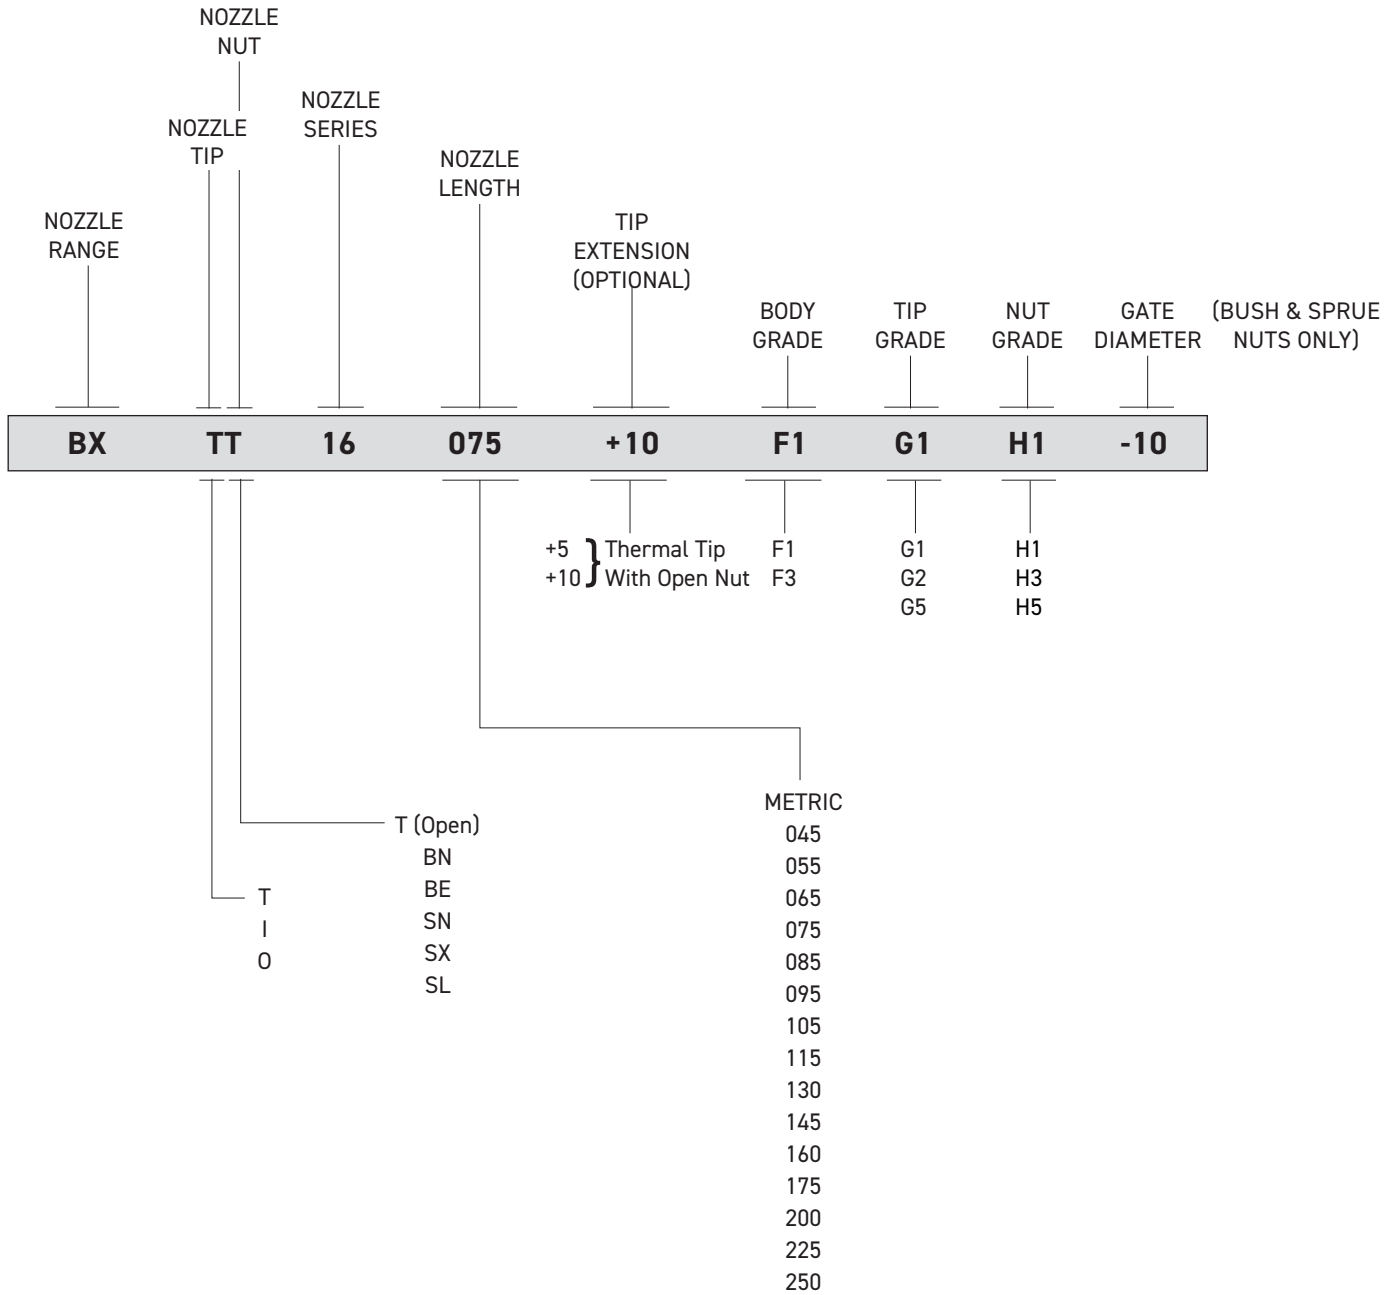 NOZZLE
NUT
NOZZLE
SERIES
NOZZLE
TIP
NOZZLE
LENGTH
NOZZLE
RANGE
TIP
EXTENSION
(OPTIONAL)
BODY
GRADE
TIP
GRADE
NUT
GRADE
GATE
DIAMETER
(BUSH & SPRUE
NUTS ONLY)
BX TT 16 075 +10 F1 G1 H1 -10
+5 } Thermal Tip
+10 With Open Nut
F1
F3
G1
G2
G5
H1
H3
H5
T (Open)
BN
BE
SN
SX
SL
T
I
O
METRIC
045
055
065
075
085
095
105
115
130
145
160
175
200
225
250